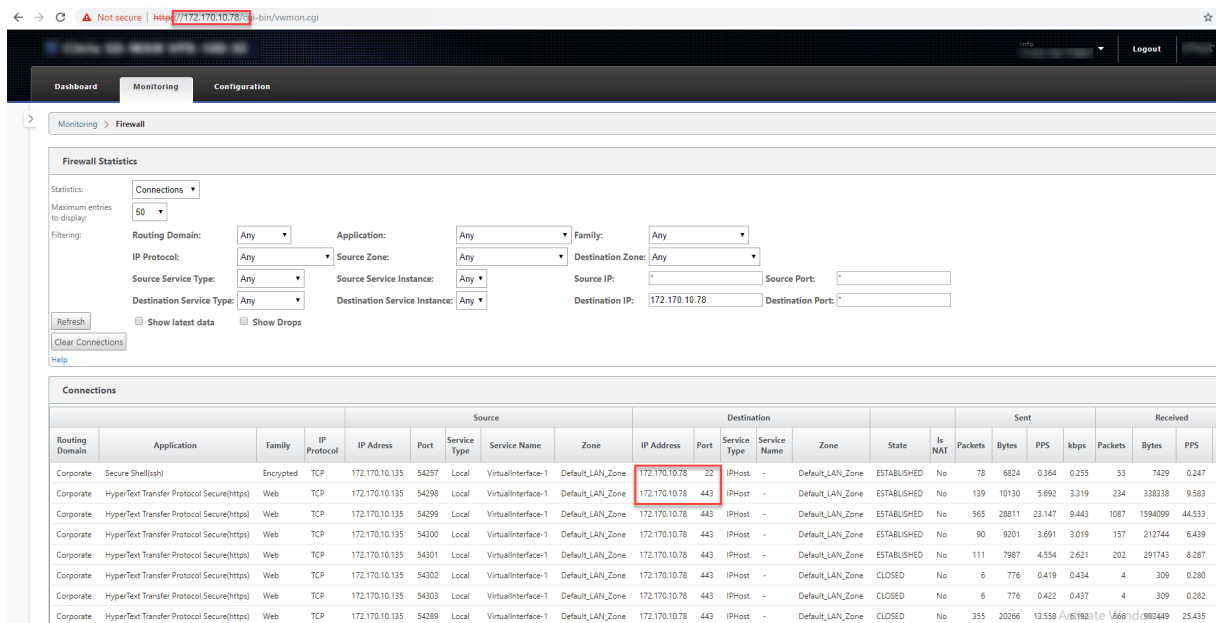 Not secure | https://172.170.10.78/cgi-bin/vwmon.cgi
Info
Logout
Dashboard Monitoring Configuration
Monitoring > Firewall
Firewall Statistics
Statistics: Connections
Maximum entries to display: 50
Filtering: Routing Domain: Any Application: Any Family: Any
IP Protocol: Any Source Zone: Any Destination Zone: Any
Source Service Type: Any Source Service Instance: Any Source IP: * Source Port: *
Destination Service Type: Any Destination Service Instance: Any Destination IP: 172.170.10.78 Destination Port: *
Refresh Show latest data Show Drops
Clear Connections
Help
Connections
Source Destination Sent Received
Routing Domain Application Family IP Protocol IP Adress Port Service Type Service Name Zone IP Address Port Service Type Service Name Zone State Is NAT Packets Bytes PPS kbps Packets Bytes PPS
Corporate Secure Shell(ssh) Encrypted TCP 172.170.10.135 54257 Local VirtualInterface-1 Default_LAN_Zone 172.170.10.78 22 IPHost - Default_LAN_Zone ESTABLISHED No 78 6824 0.364 0.255 53 7429 0.247
Corporate HyperText Transfer Protocol Secure(https) Web TCP 172.170.10.135 54298 Local VirtualInterface-1 Default_LAN_Zone 172.170.10.78 443 IPHost - Default_LAN_Zone ESTABLISHED No 139 10130 5.692 3.319 234 338338 9.583
Corporate HyperText Transfer Protocol Secure(https) Web TCP 172.170.10.135 54299 Local VirtualInterface-1 Default_LAN_Zone 172.170.10.78 443 IPHost - Default_LAN_Zone ESTABLISHED No 565 28811 23.147 9.443 1087 1594099 44.533
Corporate HyperText Transfer Protocol Secure(https) Web TCP 172.170.10.135 54300 Local VirtualInterface-1 Default_LAN_Zone 172.170.10.78 443 IPHost - Default_LAN_Zone ESTABLISHED No 90 9201 3.691 3.019 157 212744 6.439
Corporate HyperText Transfer Protocol Secure(https) Web TCP 172.170.10.135 54301 Local VirtualInterface-1 Default_LAN_Zone 172.170.10.78 443 IPHost - Default_LAN_Zone ESTABLISHED No 111 7987 4.554 2.621 202 291743 8.287
Corporate HyperText Transfer Protocol Secure(https) Web TCP 172.170.10.135 54302 Local VirtualInterface-1 Default_LAN_Zone 172.170.10.78 443 IPHost - Default_LAN_Zone CLOSED No 6 776 0.419 0.434 4 309 0.280
Corporate HyperText Transfer Protocol Secure(https) Web TCP 172.170.10.135 54303 Local VirtualInterface-1 Default_LAN_Zone 172.170.10.78 443 IPHost - Default_LAN_Zone CLOSED No 6 776 0.422 0.437 4 309 0.282
Corporate HyperText Transfer Protocol Secure(https) Web TCP 172.170.10.135 54289 Local VirtualInterface-1 Default_LAN_Zone 172.170.10.78 443 IPHost - Default_LAN_Zone CLOSED No 355 20266 13.558 25.435
Activate Windows